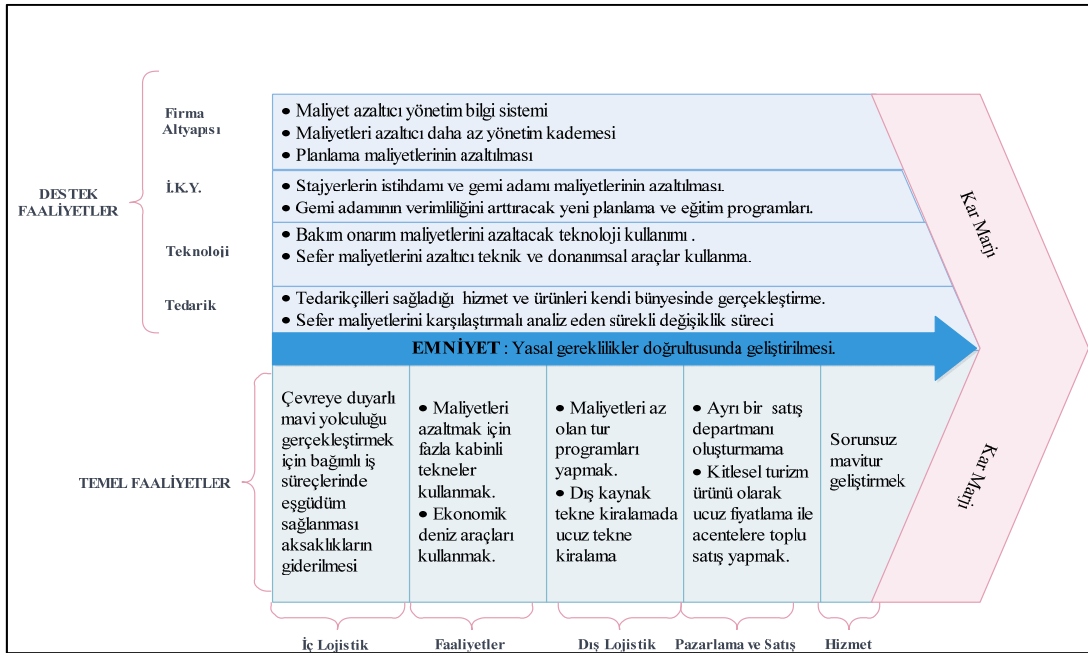 DESTEK
FAALİYETLER
Firma
Altyapısı
• Maliyet azaltıcı yönetim bilgi sistemi
• Maliyetleri azaltıcı daha az yönetim kademesi
• Planlama maliyetlerinin azaltılması
İ.K.Y.
• Stajyerlerin istihdamı ve gemi adamı maliyetlerinin azaltılması.
• Gemi adamının verimliliğini arttıracak yeni planlama ve eğitim programları.
Teknoloji
• Bakım onarım maliyetlerini azaltacak teknoloji kullanımı .
• Sefer maliyetlerini azaltıcı teknik ve donanımsal araçlar kullanma.
Tedarik
• Tedarikçilleri sağladığı hizmet ve ürünleri kendi bünyesinde gerçekleştirme.
• Sefer maliyetlerini karşılaştırmalı analiz eden sürekli değişiklik süreci
EMNİYET : Yasal gereklilikler doğrultusunda geliştirilmesi.
Kar Marjı
Kar Marjı
TEMEL FAALİYETLER
Çevreye duyarlı
mavi yolculuğu
gerçekleştirmek
için bağımlı iş
süreçlerinde
eşgüdüm
sağlanması
aksaklıkların
giderilmesi
• Maliyetleri
azaltmak için
fazla kabinli
tekneler
kullanmak.
• Ekonomik
deniz araçları
kullanmak.
• Maliyetleri az
olan tur
programları
yapmak.
• Dış kaynak
tekne kiralamada
ucuz tekne
kiralama
• Ayrı bir satış
departmanı
oluşturmama
• Kitlesel turizm
ürünü olarak
ucuz fiyatlama ile
acentelere toplu
satış yapmak.
Sorunsuz
mavitur
geliştirmek
İç Lojistik
Faaliyetler
Dış Lojistik
Pazarlama ve Satış
Hizmet